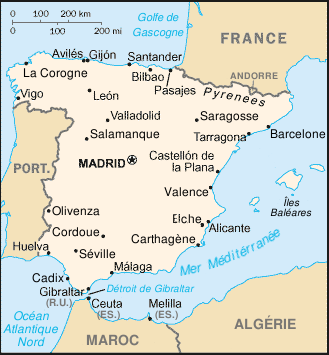 0 100 200 km
0 100 200 mi
Golfe de
Gascogne
FRANCE
Avilés Gijón
Santander
La Corogne
Bilbao
ANDORRE
Pasajes
Pyrenees
Vigo
León
Valladolid
Saragosse
Salamanque
Tarragona
Barcelone
PORT.
MADRID
Castellón de
la Plana
Valence
Îles
Baléares
Olivenza
Elche
Alicante
Cordoue
Carthagène
Huelva
Séville
Mer Méditérranée
Málaga
Cadix
Détroit de Gibraltar
Gibraltar
(R.U.)
Ceuta
(ES.)
Melilla
(ES.)
Océan
Atlantique
Nord
MAROC
ALGÉRIE